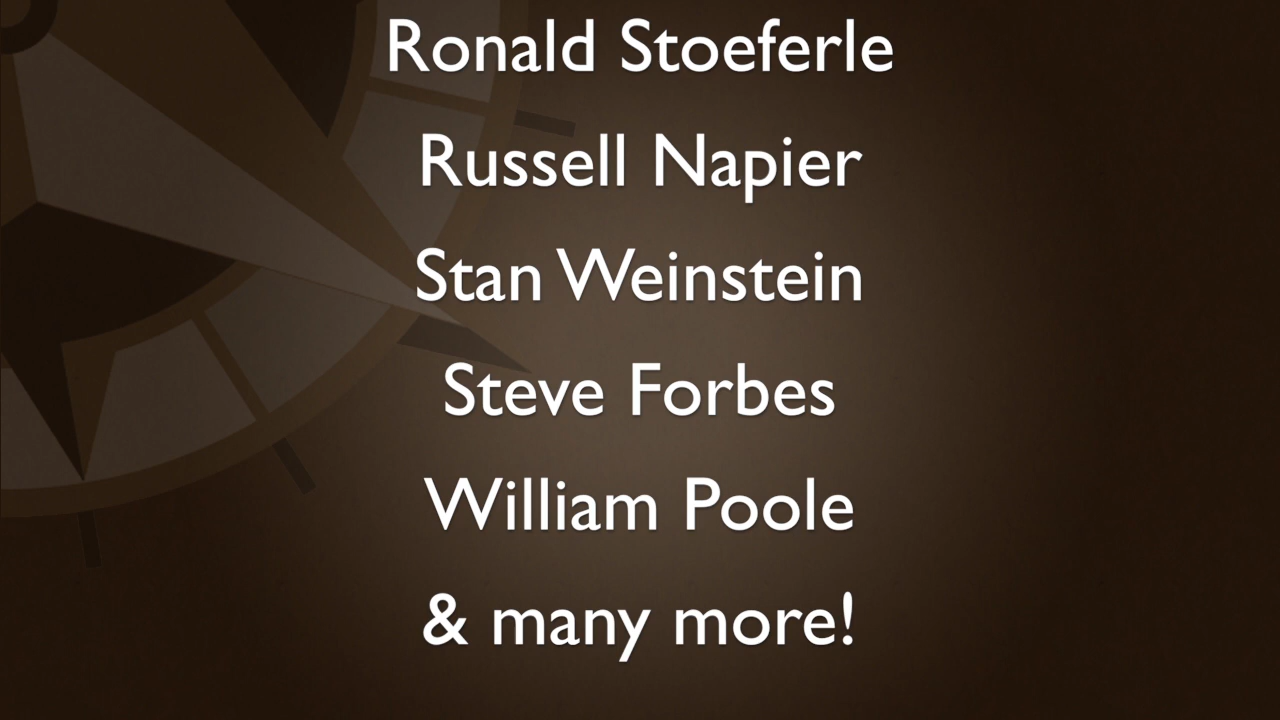 Ronald Stoeferle
Russell Napier
Stan Weinstein
Steve Forbes
William Poole
& many more!